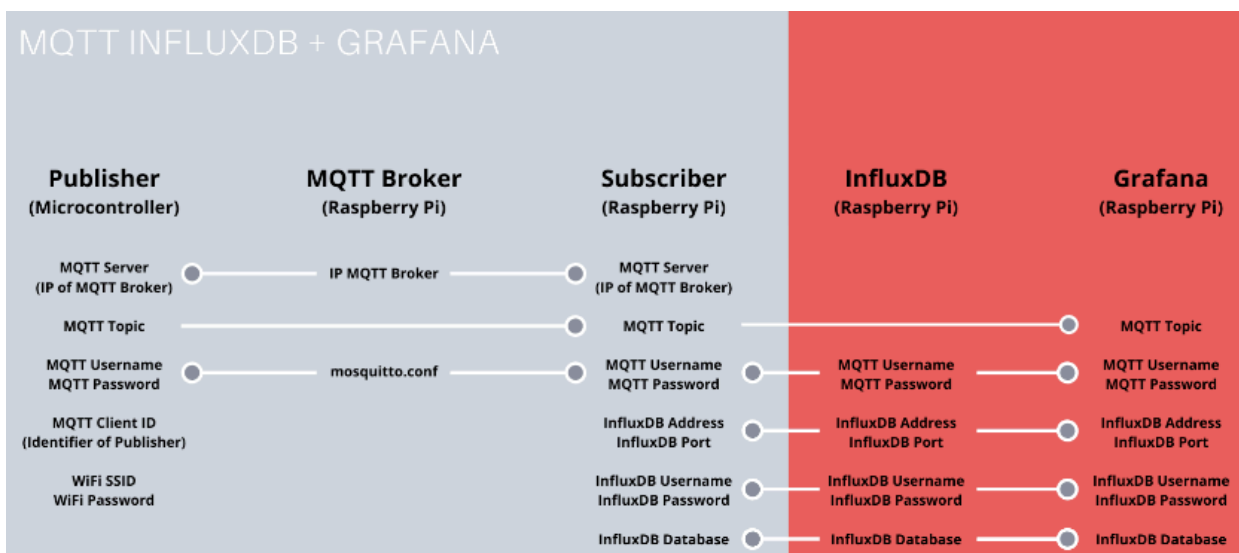 MQTT INFLUXDB + GRAFANA
Publisher
(Microcontroller)
MQTT Broker
(Raspberry Pi)
Subscriber
(Raspberry Pi)
InfluxDB
(Raspberry Pi)
Grafana
(Raspberry Pi)
MQTT Server
(IP of MQTT Broker)
IP MQTT Broker
MQTT Server
(IP of MQTT Broker)
MQTT Topic
MQTT Topic
MQTT Topic
MQTT Username
MQTT Password
mosquitto.conf
MQTT Username
MQTT Password
MQTT Username
MQTT Password
MQTT Username
MQTT Password
MQTT Client ID
(Identifier of Publisher)
InfluxDB Address
InfluxDB Port
InfluxDB Address
InfluxDB Port
InfluxDB Address
InfluxDB Port
WiFi SSID
WiFi Password
InfluxDB Username
InfluxDB Password
InfluxDB Username
InfluxDB Password
InfluxDB Username
InfluxDB Password
InfluxDB Database
InfluxDB Database
InfluxDB Database